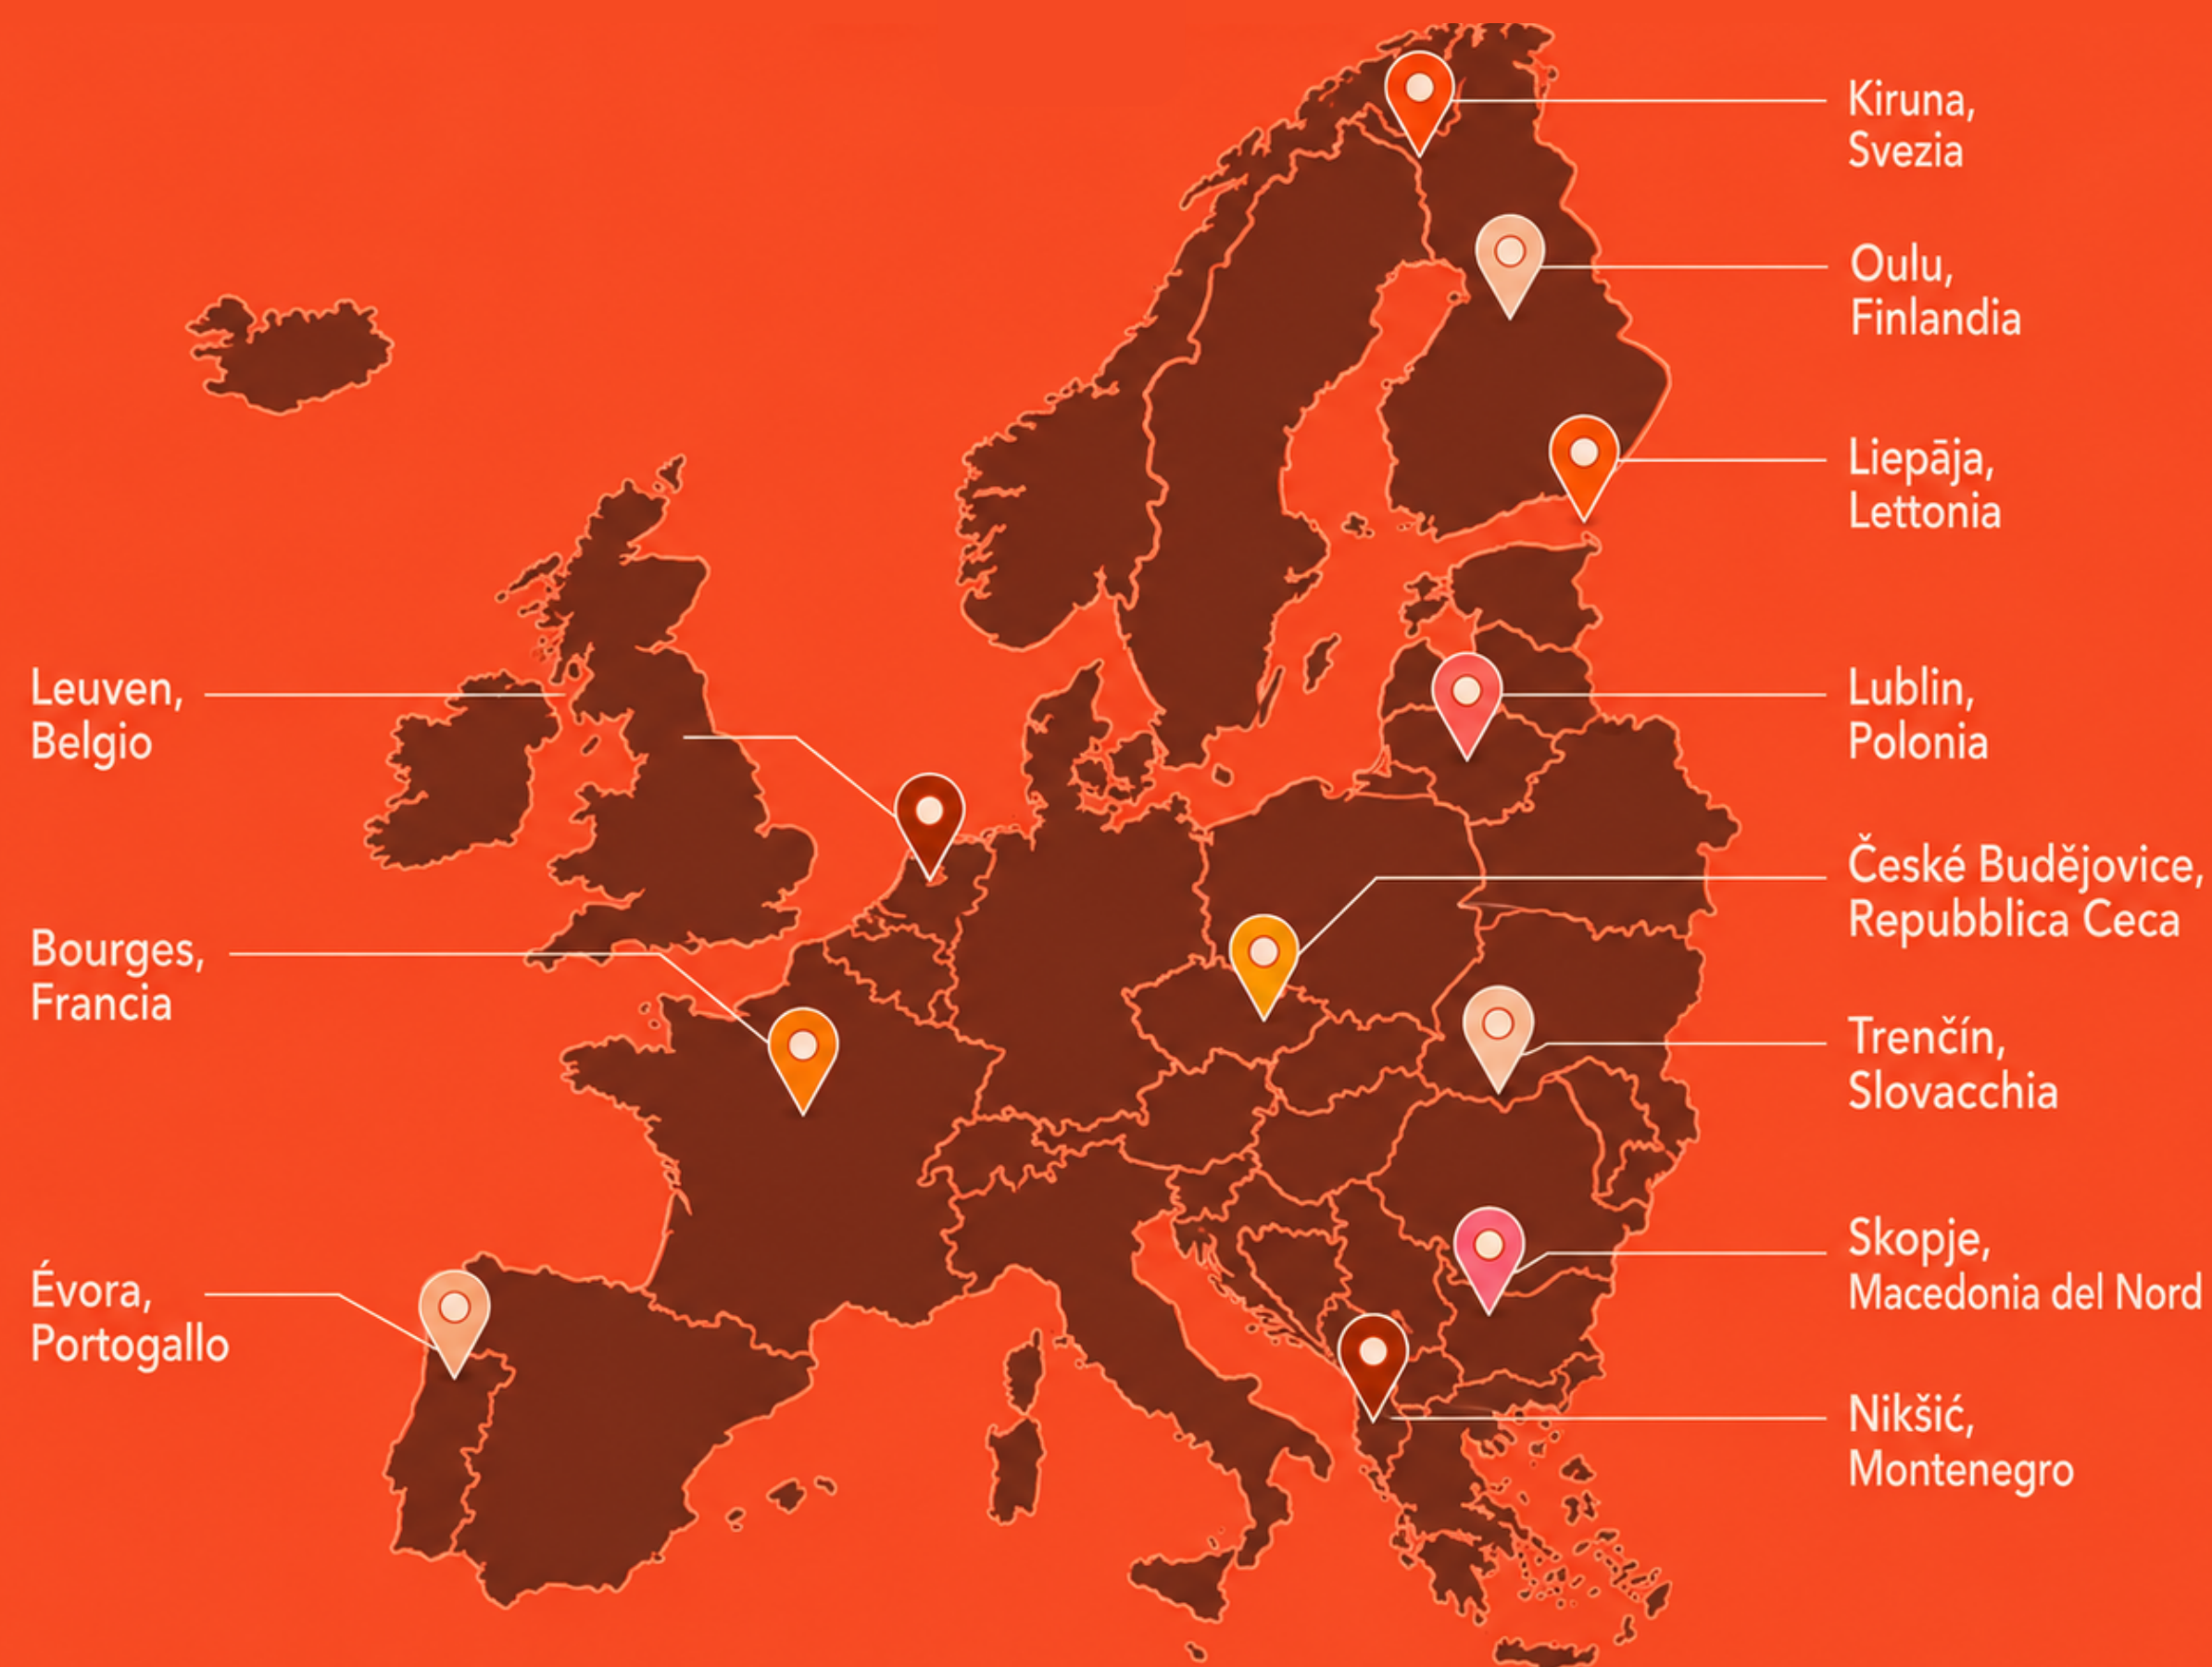 Kiruna,
Svezia
Oulu,
Finlandia
Liepāja,
Lettonia
Leuven,
Belgio
Lublin,
Polonia
České Budějovice,
Repubblica Ceca
Bourges,
Francia
Trenčín,
Slovacchia
Skopje,
Macedonia del Nord
Évora,
Portogallo
Nikšić,
Montenegro